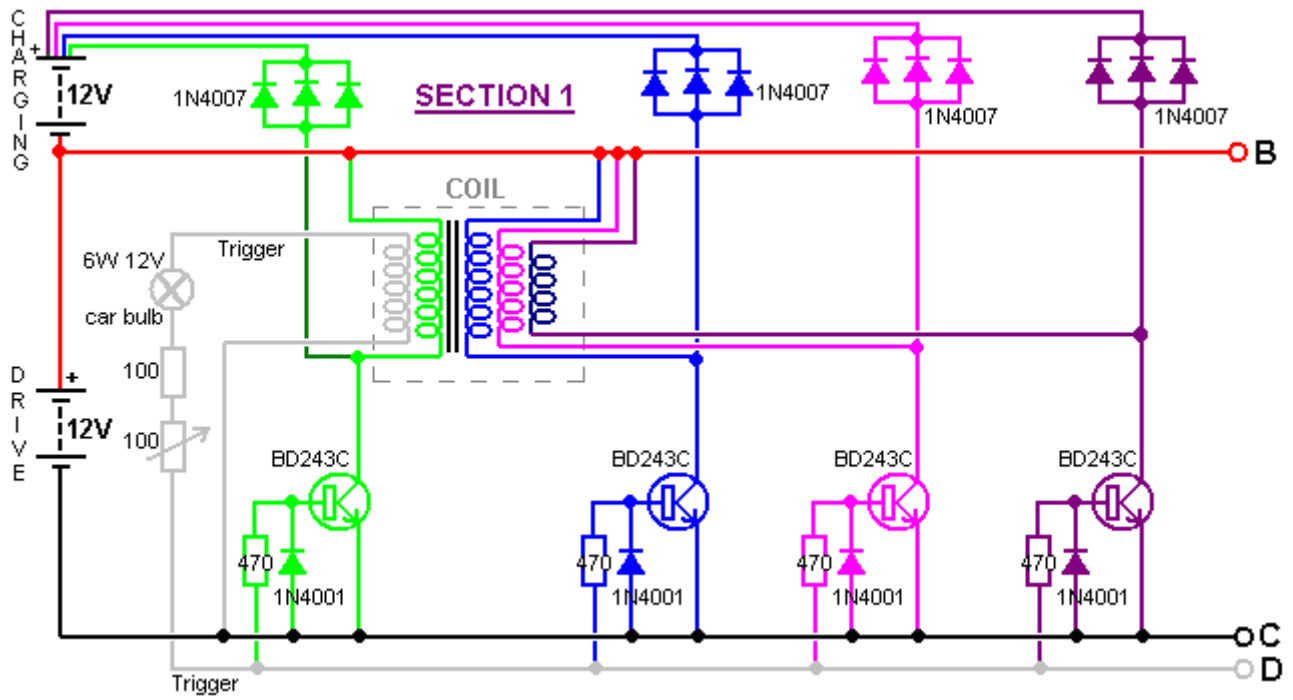 CHARGING
+
12V
1N4007
SECTION 1
1N4007
1N4007
1N4007
B
COIL
Trigger
6W 12V
car bulb
DRIVE
+
12V
100
100
BD243C
BD243C
BD243C
BD243C
470
470
470
470
1N4001
1N4001
1N4001
1N4001
C
D
Trigger